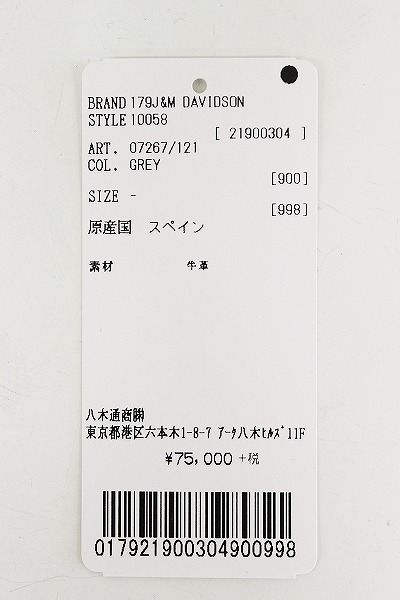 BRAND 179J&M DAVIDSON
STYLE 10058
[ 21900304 ]
ART. 07267/121
COL. GREY
[900]
SIZE -
[998]
原産国 スペイン
素材 牛革
八木通商㈱
東京都港区六本木1-8-7 ｱｰｸ八木ﾋﾙｽﾞ11F
¥75,000 +税
01792190030490099​8